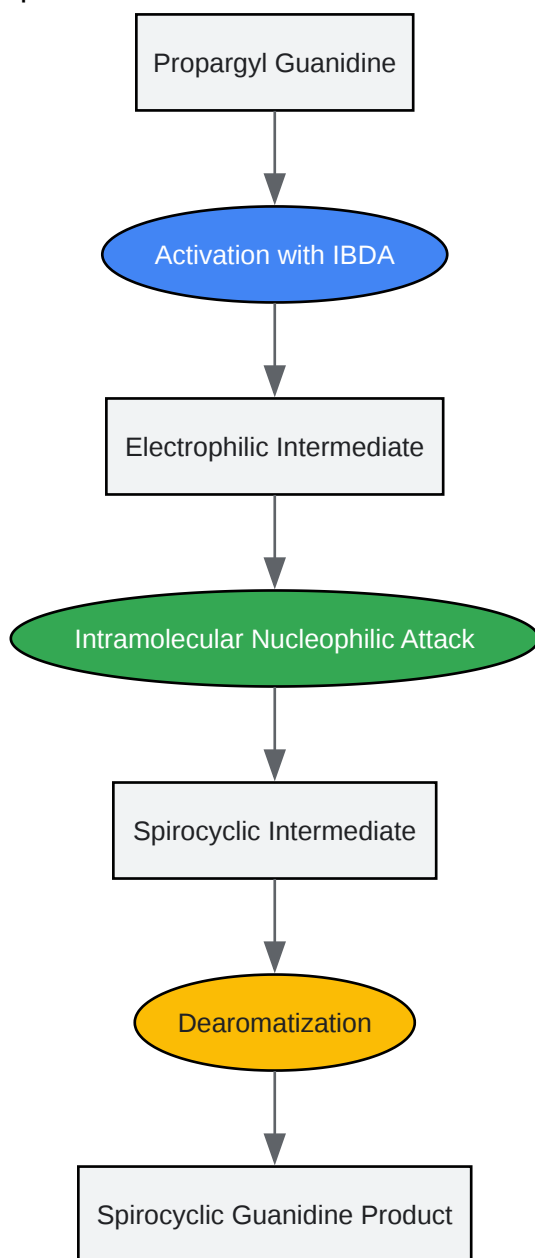 Propargyl Guanidine
Activation with IBDA
Electrophilic Intermediate
Intramolecular Nucleophilic Attack
Spirocyclic Intermediate
Dearomatization
Spirocyclic Guanidine Product